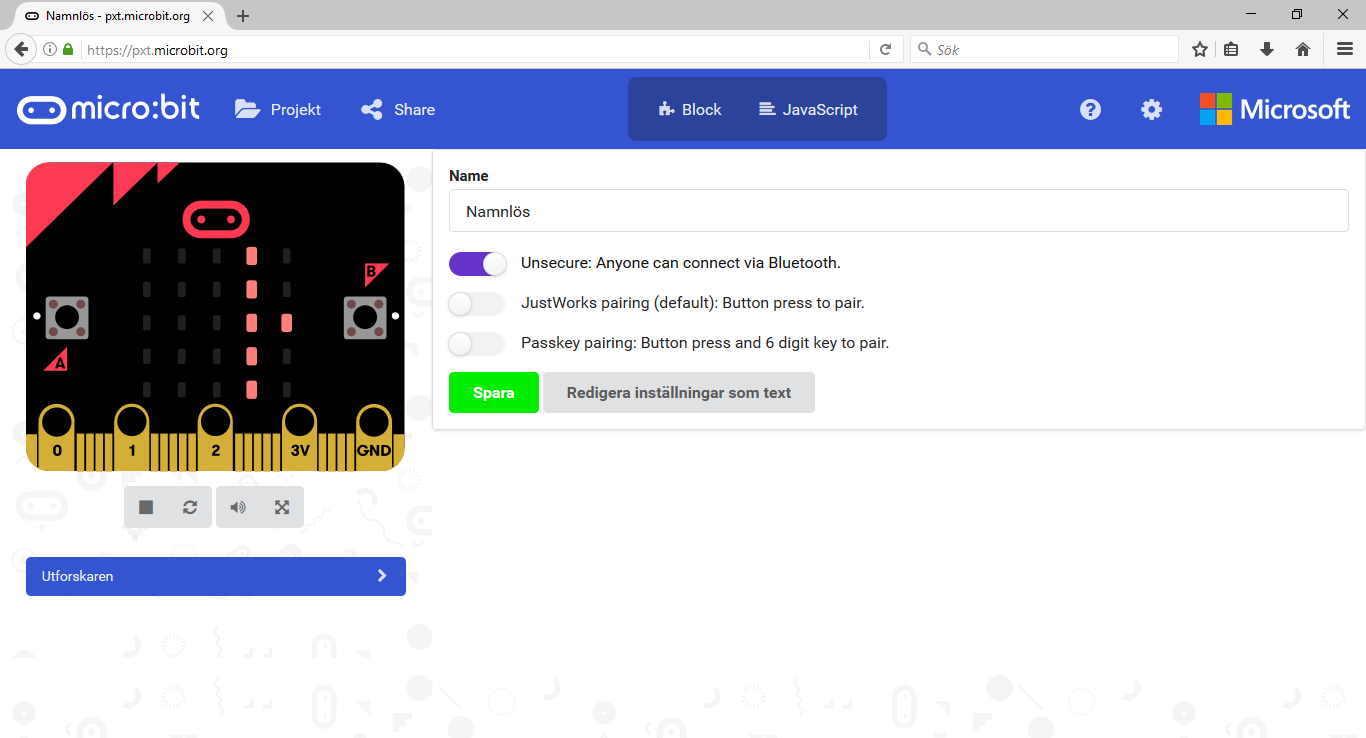 Namnlös - pxt.microbit.org
https://pxt.microbit.org
Sök
micro:bit
Projekt
Share
Block
JavaScript
Microsoft
Name
Namnlös
Unsecure: Anyone can connect via Bluetooth.
JustWorks pairing (default): Button press to pair.
Passkey pairing: Button press and 6 digit key to pair.
Spara
Redigera inställningar som text
B
A
0 1 2 3V GND
Utforskaren